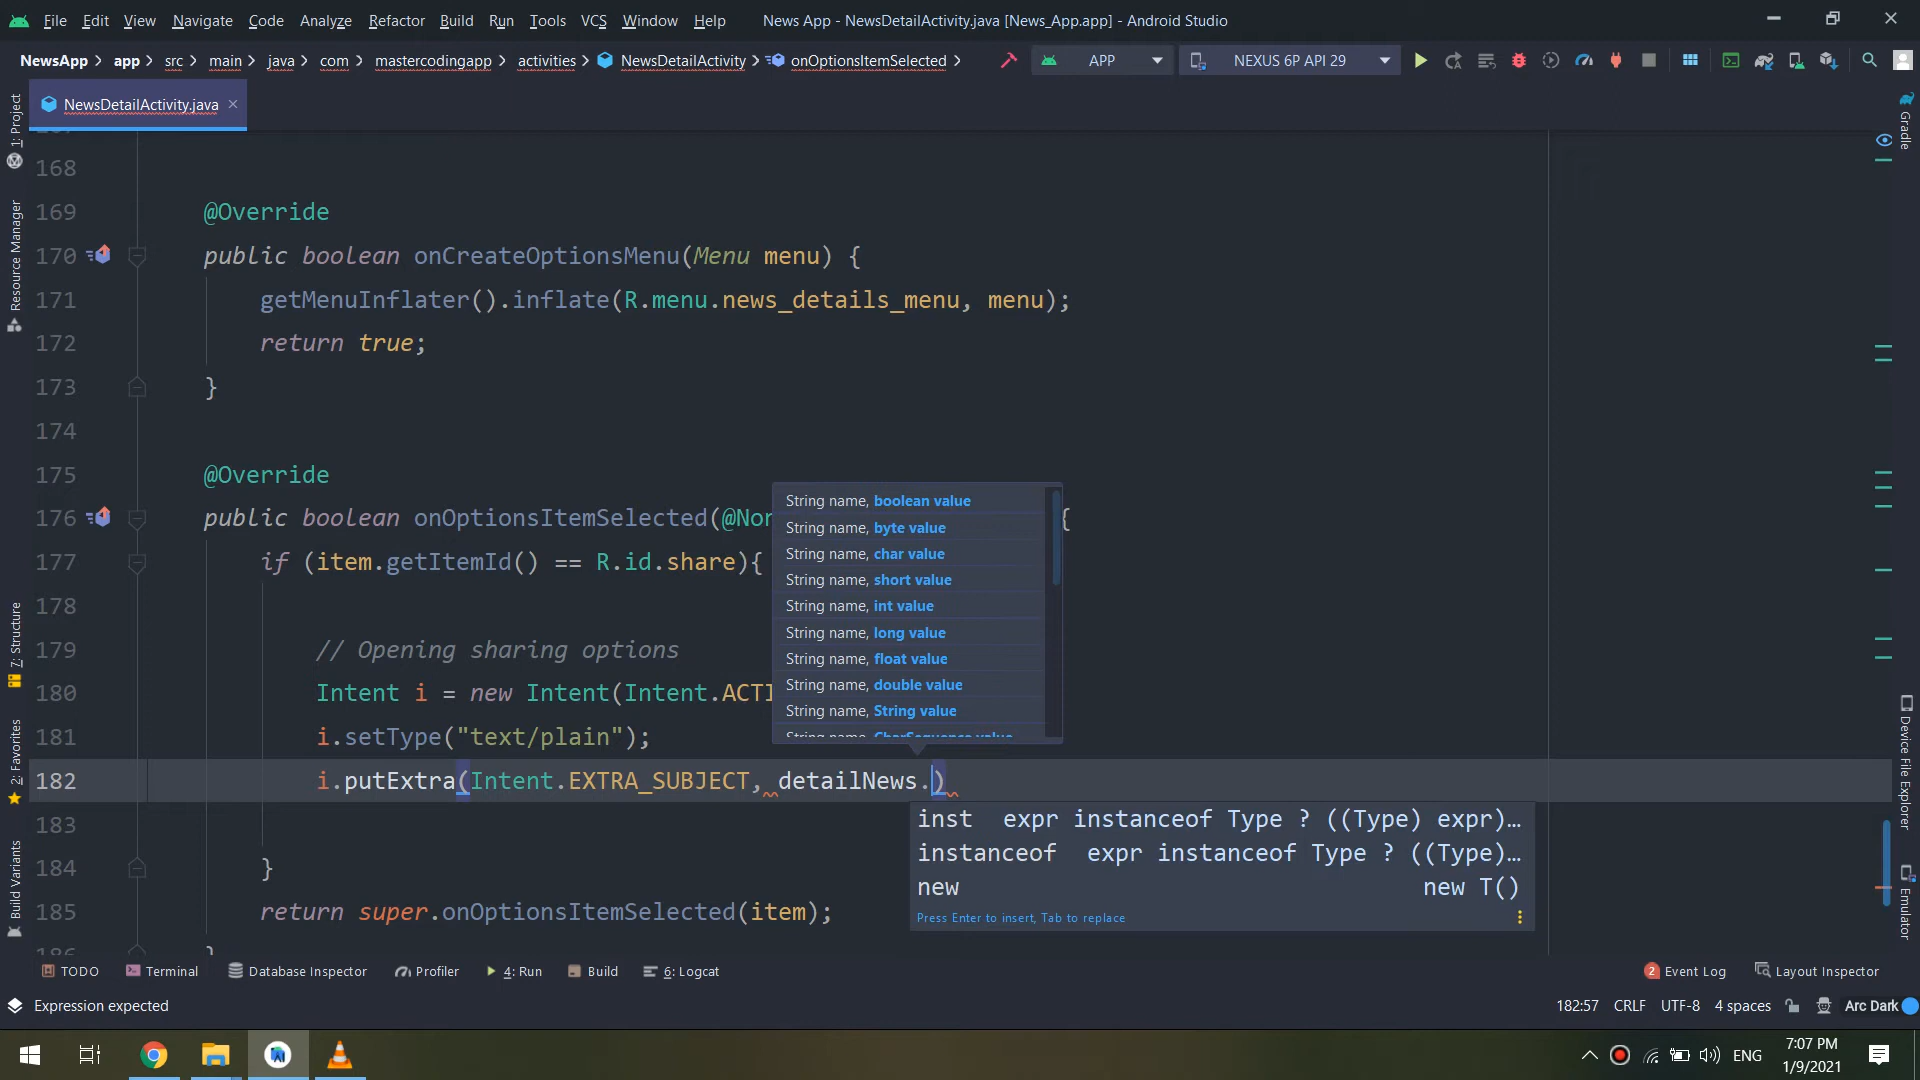 File Edit View Navigate Code Analyze Refactor Build Run Tools VCS Window Help News App - NewsDetailActivity.java [News_App.app] - Android Studio
NewsApp app src main java com mastercodingapp activities NewsDetailActivity onOptionsItemSelected APP NEXUS 6P API 29
NewsDetailActivity.java
1: Project
Resource Manager
7: Structure
2: Favorites
Build Variants
Gradle
Device File Explorer
Emulator
168
169 @Override
170 public boolean onCreateOptionsMenu(Menu menu) {
171 getMenuInflater().inflate(R.menu.news_details_menu, menu);
172 return true;
173 }
174
175 @Override
176 public boolean onOptionsItemSelected(@Nor {
177 if (item.getItemId() == R.id.share){
178
179 // Opening sharing options
180 Intent i = new Intent(Intent.ACTI
181 i.setType("text/plain");
182 i.putExtra(Intent.EXTRA_SUBJECT, detailNews.)
183
184 }
185 return super.onOptionsItemSelected(item);
186 }
String name, boolean value
String name, byte value
String name, char value
String name, short value
String name, int value
String name, long value
String name, float value
String name, double value
String name, String value
String name, CharSequence value
inst expr instanceof Type ? ((Type) expr)…
instanceof expr instanceof Type ? ((Type)…
new new T()
Press Enter to insert, Tab to replace
TODO Terminal Database Inspector Profiler 4: Run Build 6: Logcat 2 Event Log Layout Inspector
Expression expected 182:57 CRLF UTF-8 4 spaces Arc Dark
ENG 7:07 PM
1/9/2021